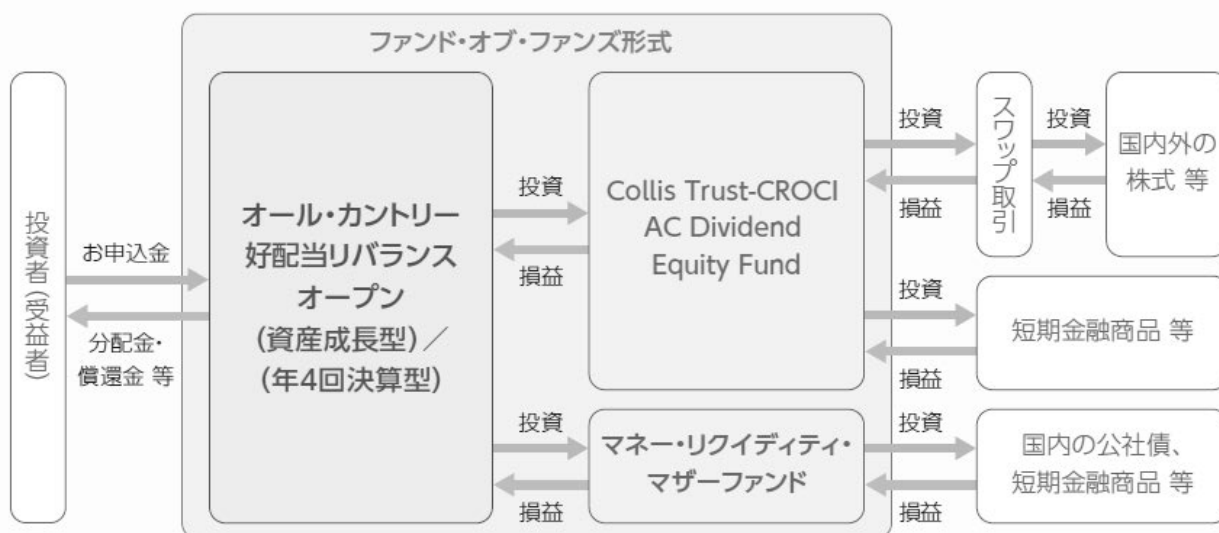 ファンド・オブ・ファンズ形式
投資者(受益者)
お申込金
分配金・
償還金 等
オール・カントリー
好配当リバランス
オープン
(資産成長型)／
(年4回決算型)
投資
損益
Collis Trust-CROCI
AC Dividend
Equity Fund
投資
損益
スワップ取引
投資
損益
国内外の
株式 等
投資
損益
短期金融商品 等
投資
損益
マネー・リクイディティ・
マザーファンド
投資
損益
国内の公社債、
短期金融商品 等